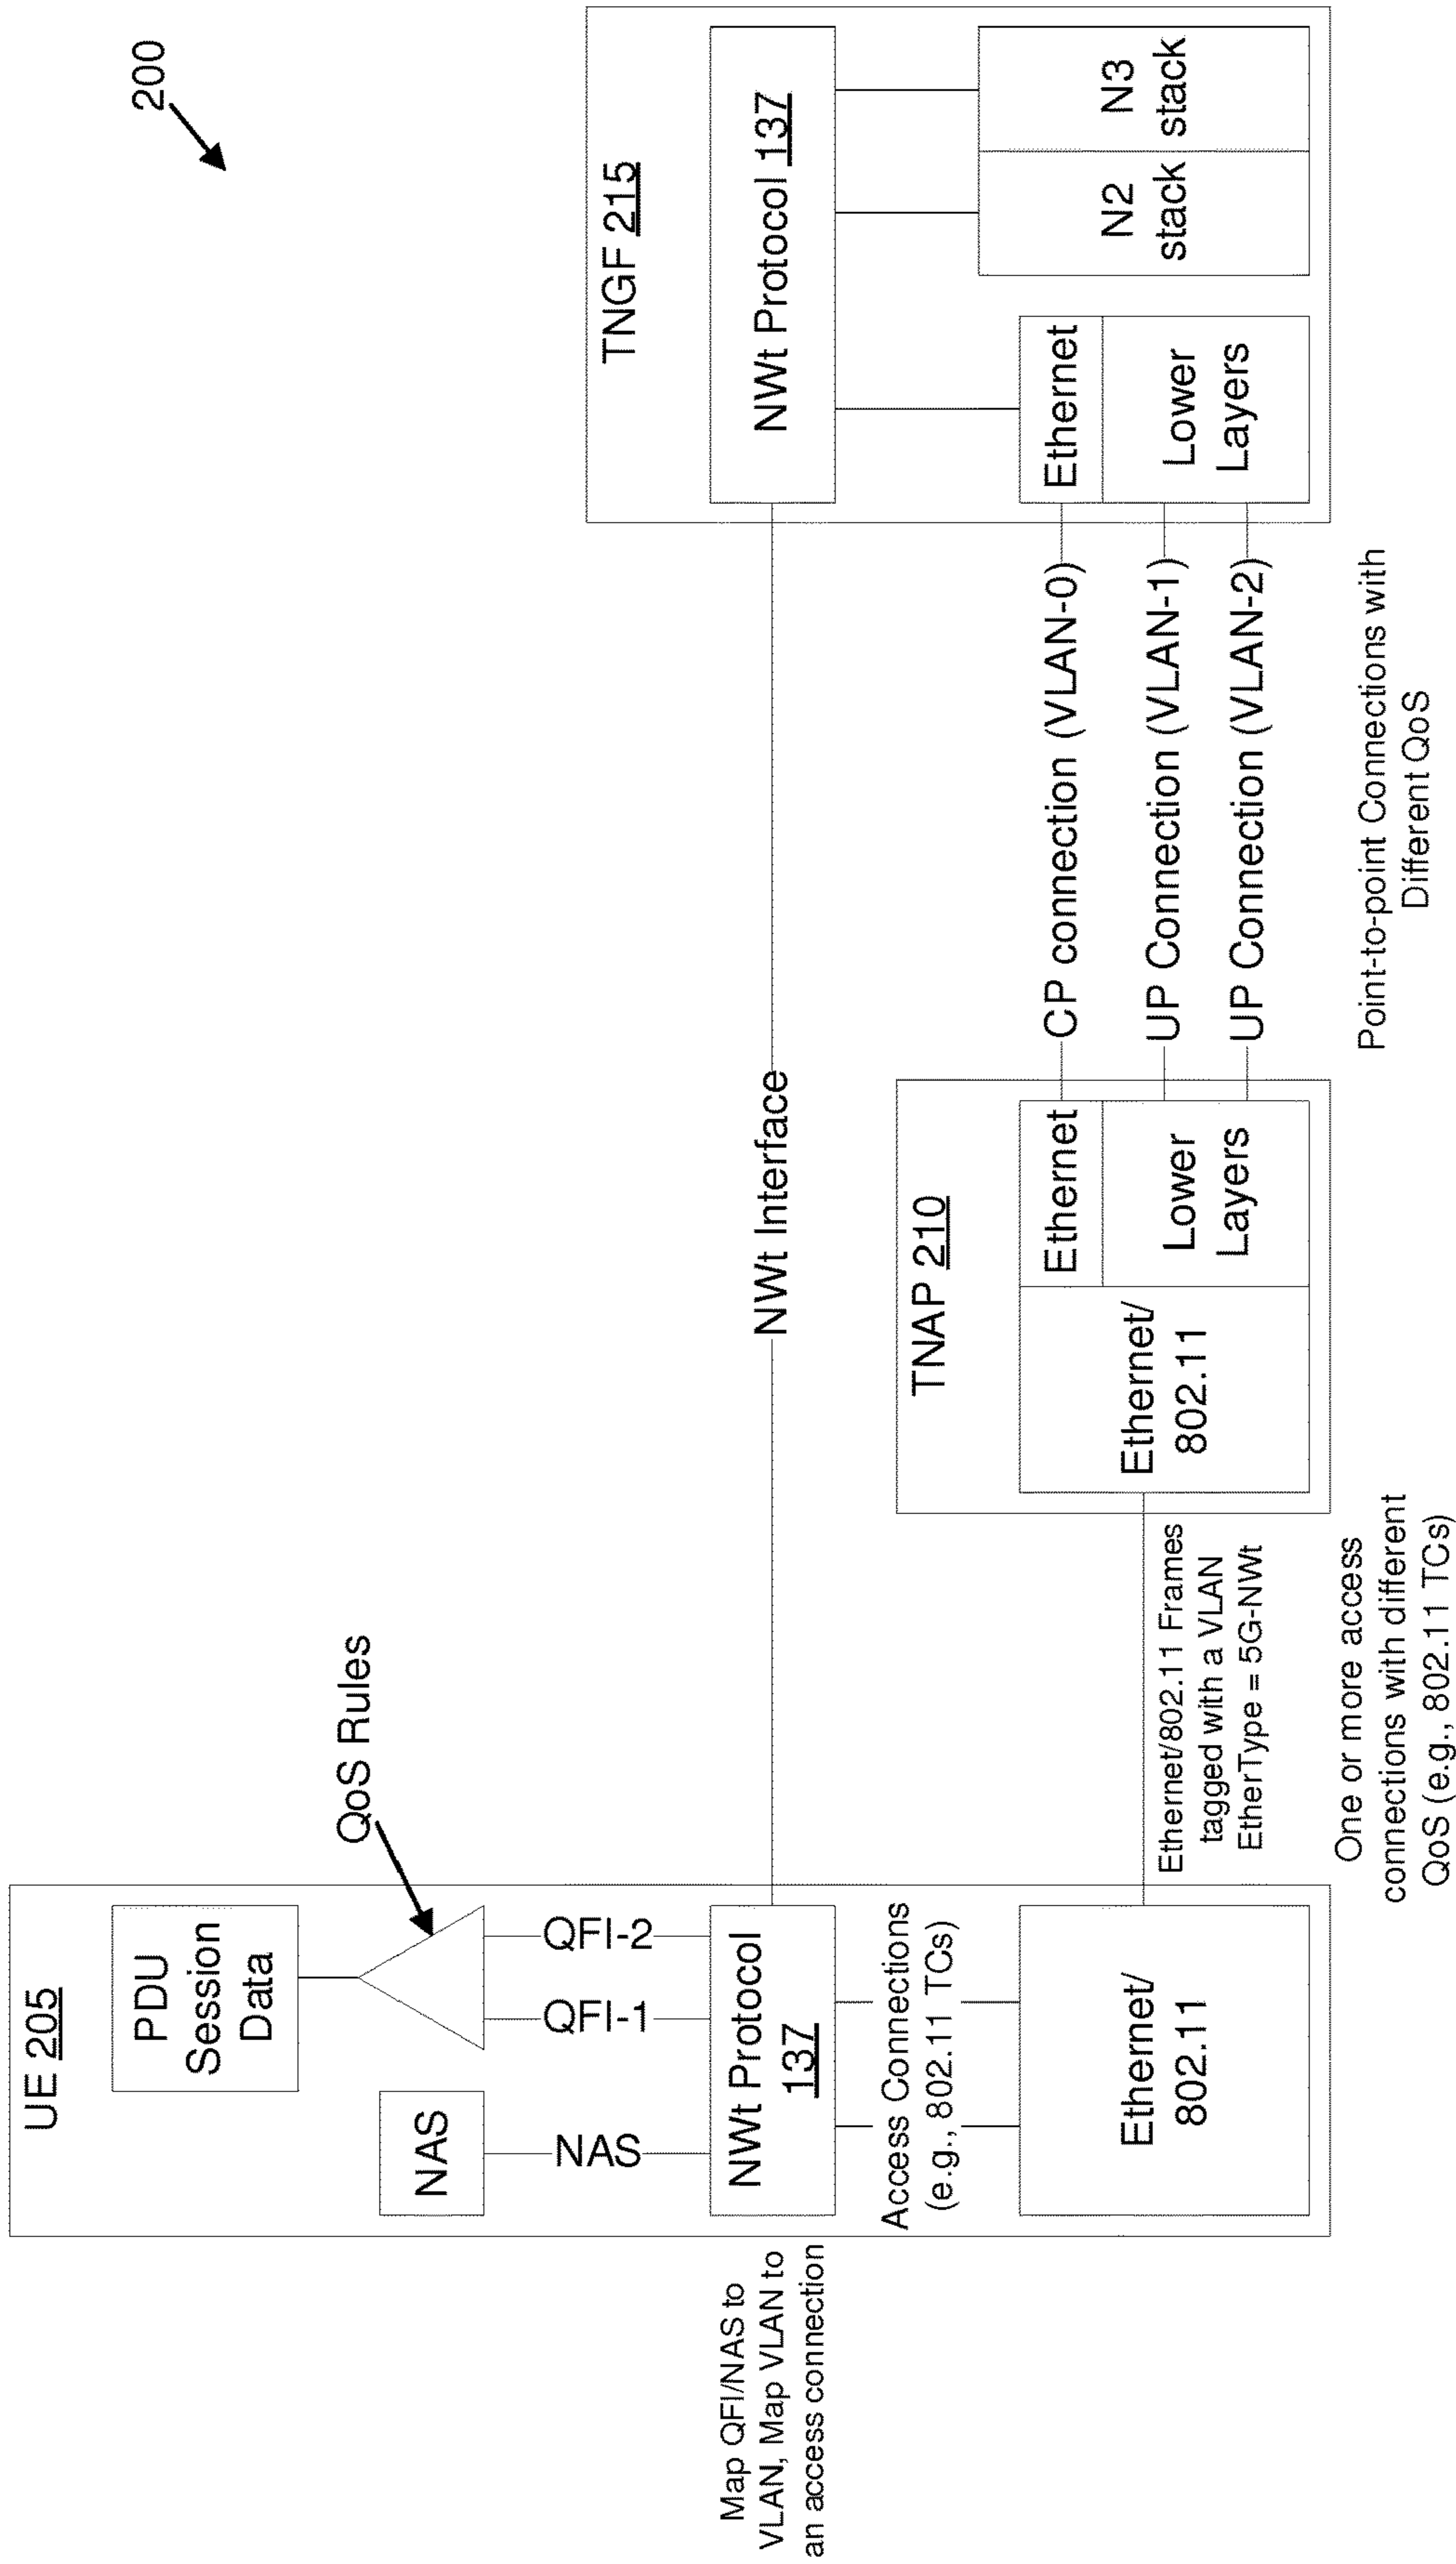 200
UE 205
PDU
Session
Data
QoS Rules
NAS
NAS
QFI-1
QFI-2
Map QFI/NAS to
VLAN, Map VLAN to
an access connection
NWt Protocol
137
Access Connections
(e.g., 802.11 TCs)
Ethernet/
802.11
NWt Interface
Ethernet/802.11 Frames
tagged with a VLAN
EtherType = 5G-NWt
One or more access
connections with different
QoS (e.g., 802.11 TCs)
TNAP 210
Ethernet/
802.11
Ethernet
Lower
Layers
CP connection (VLAN-0)
UP Connection (VLAN-1)
UP Connection (VLAN-2)
Point-to-point Connections with
Different QoS
TNGF 215
NWt Protocol 137
Ethernet
Lower
Layers
N2
stack
N3
stack